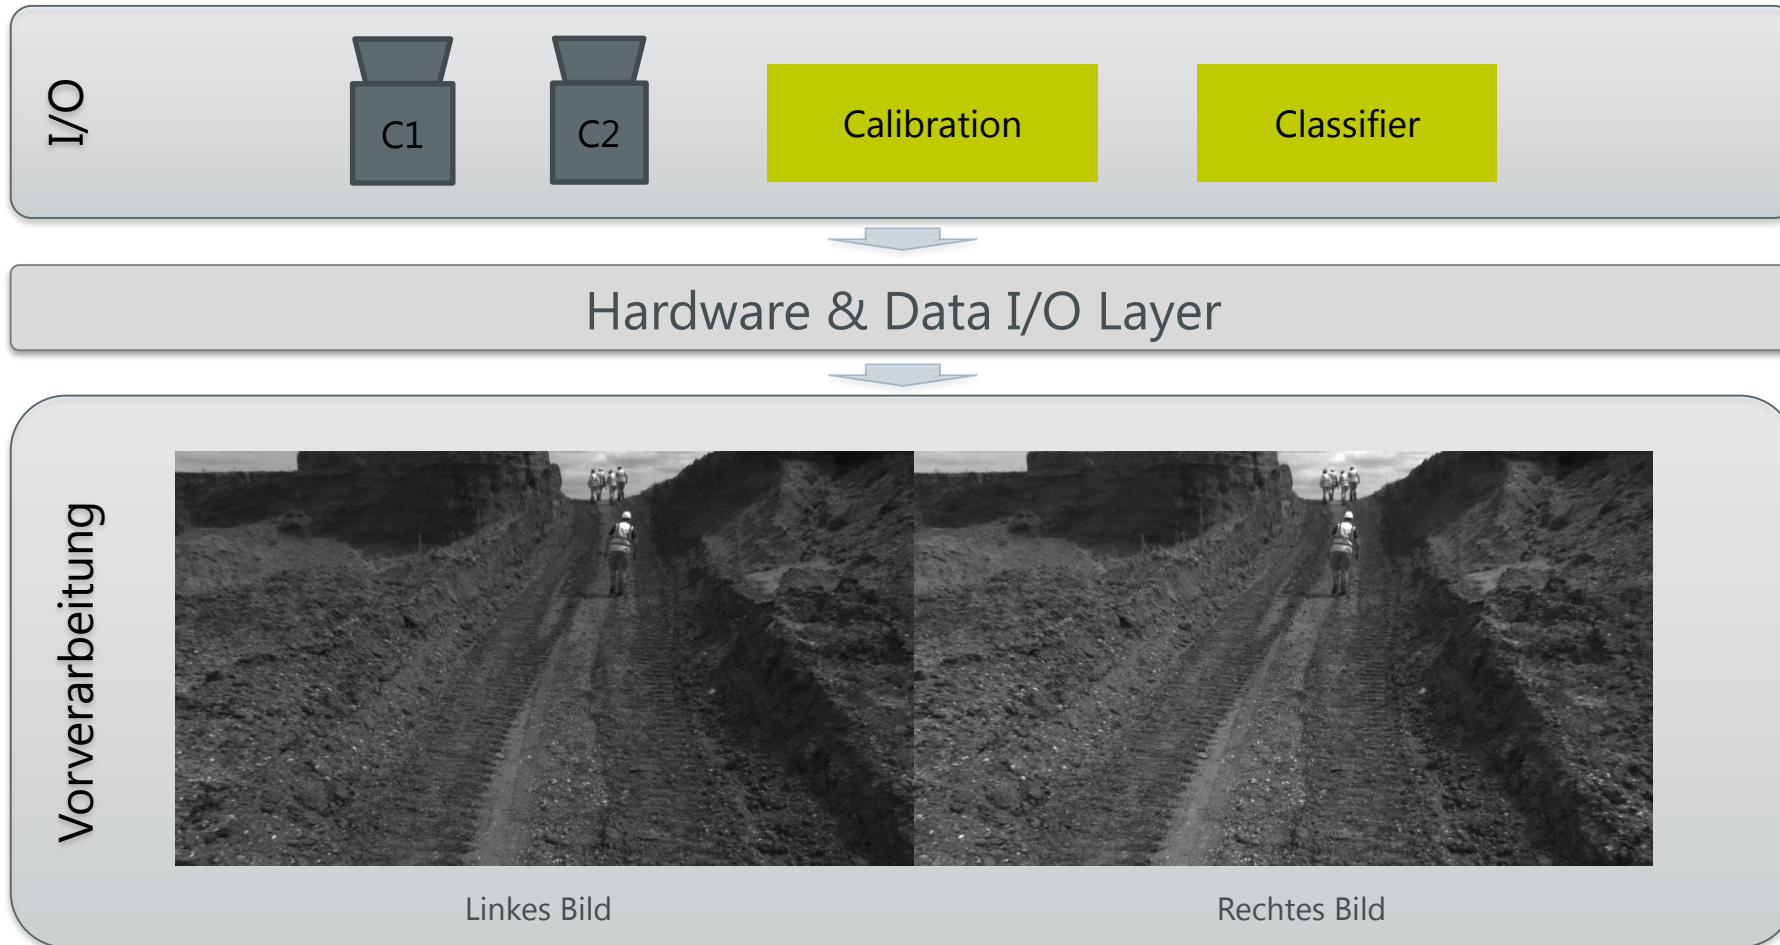 I/O
C1
C2
Calibration
Classifier
Hardware & Data I/O Layer
Vorverarbeitung
Linkes Bild
Rechtes Bild